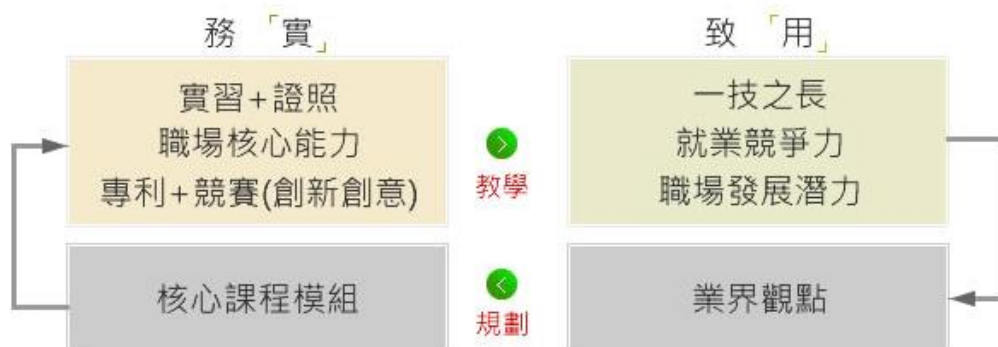 務「實」
實習+證照
職場核心能力
專利+競賽(創新創意)
教學
致「用」
一技之長
就業競爭力
職場發展潛力
核心課程模組
規劃
業界觀點